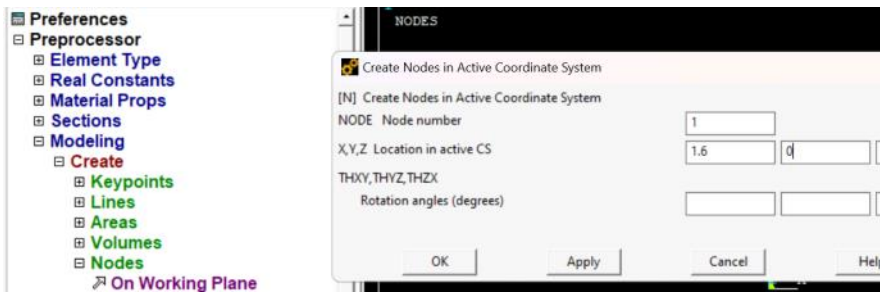 Preferences
Preprocessor
Element Type
Real Constants
Material Props
Sections
Modeling
Create
Keypoints
Lines
Areas
Volumes
Nodes
On Working Plane
NODES
Create Nodes in Active Coordinate System
[N] Create Nodes in Active Coordinate System
NODE Node number 1
X,Y,Z Location in active CS 1.6 0
THXY,THYZ,THZX
Rotation angles (degrees)
OK Apply Cancel Help